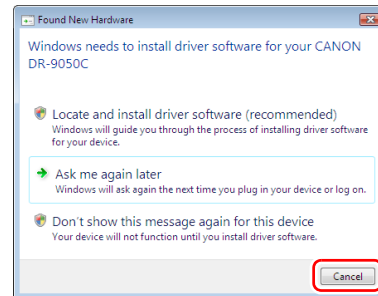 Found New Hardware
Windows needs to install driver software for your CANON
DR-9050C
Locate and install driver software (recommended)
Windows will guide you through the process of installing driver software
for your device.
Ask me again later
Windows will ask again the next time you plug in your device or log on.
Don't show this message again for this device
Your device will not function until you install driver software.
Cancel